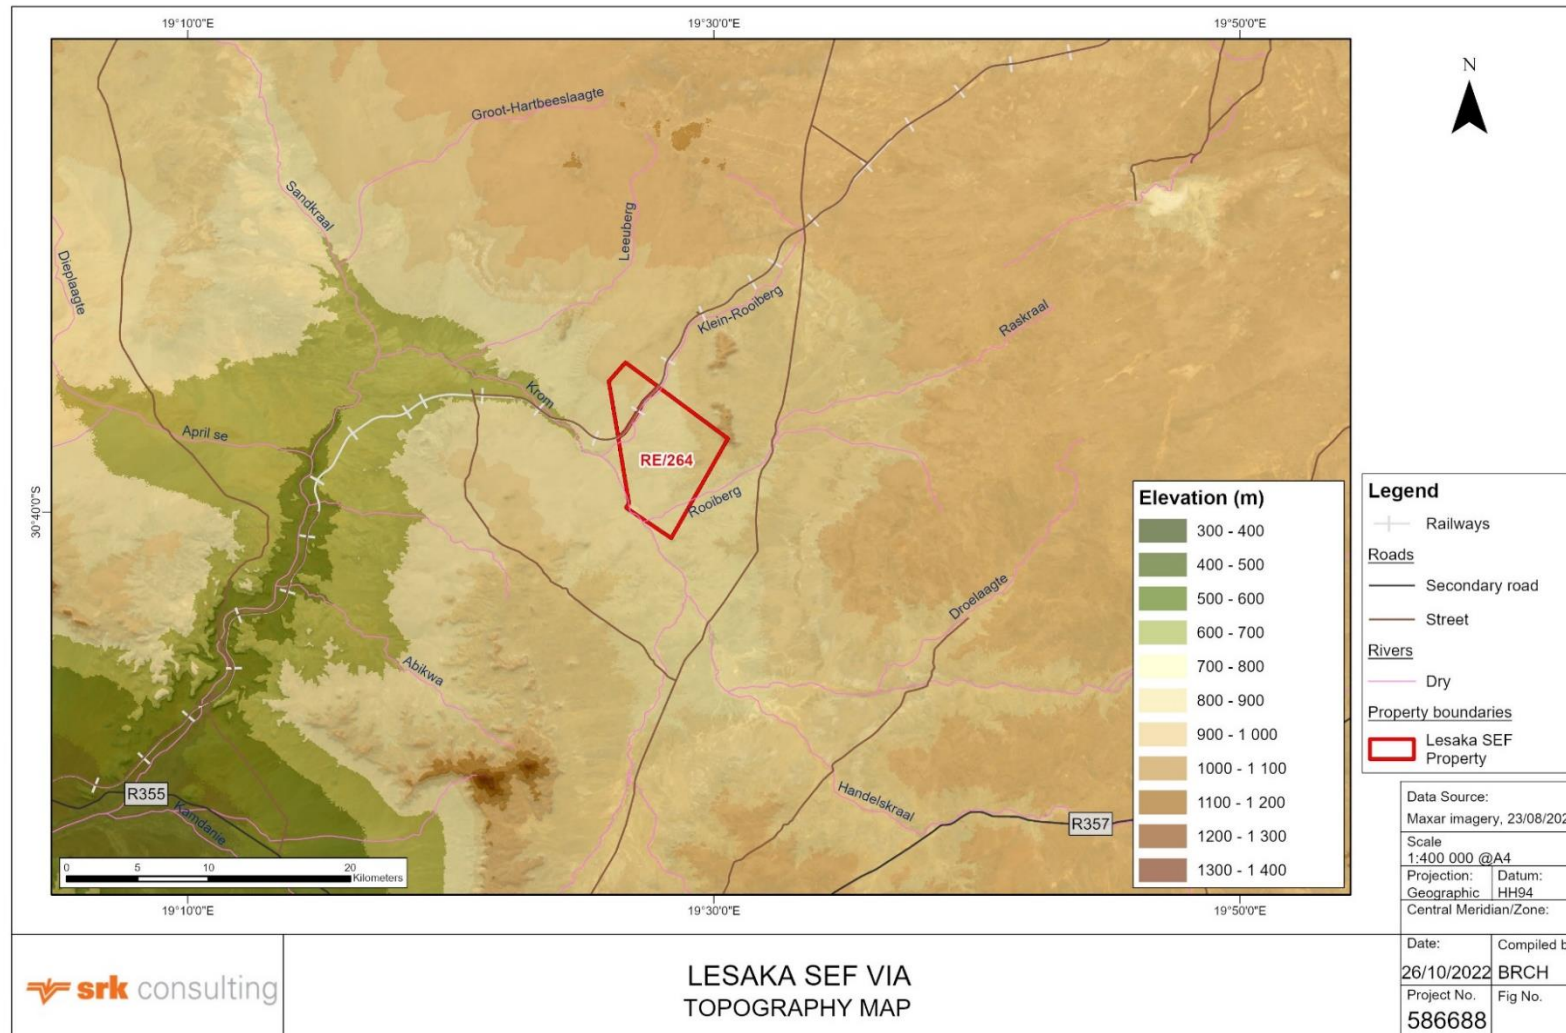 19°10'0"E
19°30'0"E
19°50'0"E
N
Groot-Hartbeeslaagte
Sandkraal
Leeuberg
Dieplaagte
Klein-Rooiberg
Raskraal
Krom
April se
RE/264
Rooiberg
30°40'0"S
Droelaagte
Abikwa
Handelskraal
R355
Kamdanie
R357
0 5 10 20
Kilometers
Elevation (m)
300 - 400
400 - 500
500 - 600
600 - 700
700 - 800
800 - 900
900 - 1 000
1000 - 1 100
1100 - 1 200
1200 - 1 300
1300 - 1 400
Legend
Railways
Roads
Secondary road
Street
Rivers
Dry
Property boundaries
Lesaka SEF
Property
19°10'0"E
19°30'0"E
19°50'0"E
Data Source:
Maxar imagery, 23/08/202
Scale
1:400 000 @A4
Projection: Datum:
Geographic HH94
Central Meridian/Zone:
Date: Compiled b
26/10/2022 BRCH
Project No. Fig No.
586688
srk consulting
LESAKA SEF VIA
TOPOGRAPHY MAP